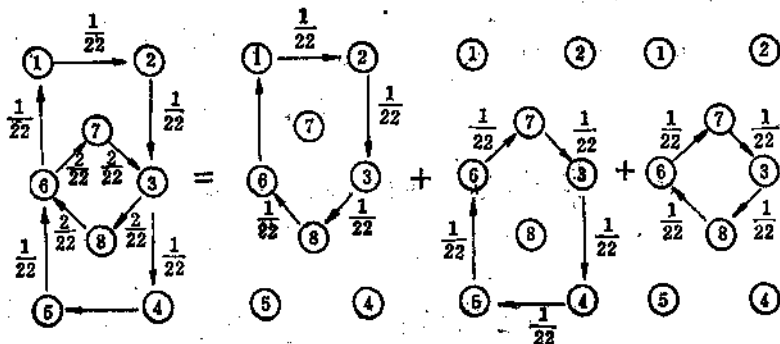 1/22 1/22
① ② ① ② ① ② ① ②
1/22 1/22 1/22 1/22 1/22 1/22 1/22
⑦ ⑦ ⑦ ⑦
2/22 2/22
⑥ ③ = ⑥ ③ + ⑥ ③ + ⑥ ③
2/22 2/22 1/22 1/22 1/22 1/22
⑧ ⑧ ⑧ ⑧
1/22 1/22 1/22 1/22
⑤ ④ ⑤ ④ ⑤ ④ ⑤ ④
1/22